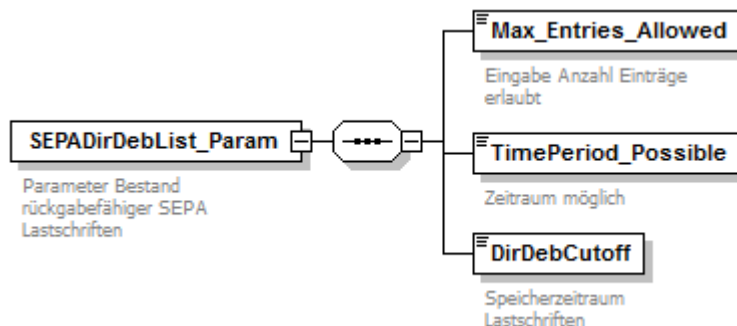 Max_Entries_Allowed
Eingabe Anzahl Einträge
erlaubt
SEPADirDebList_Param
Parameter Bestand
rückgabefähiger SEPA
Lastschriften
TimePeriod_Possible
Zeitraum möglich
DirDebCutoff
Speicherzeitraum
Lastschriften